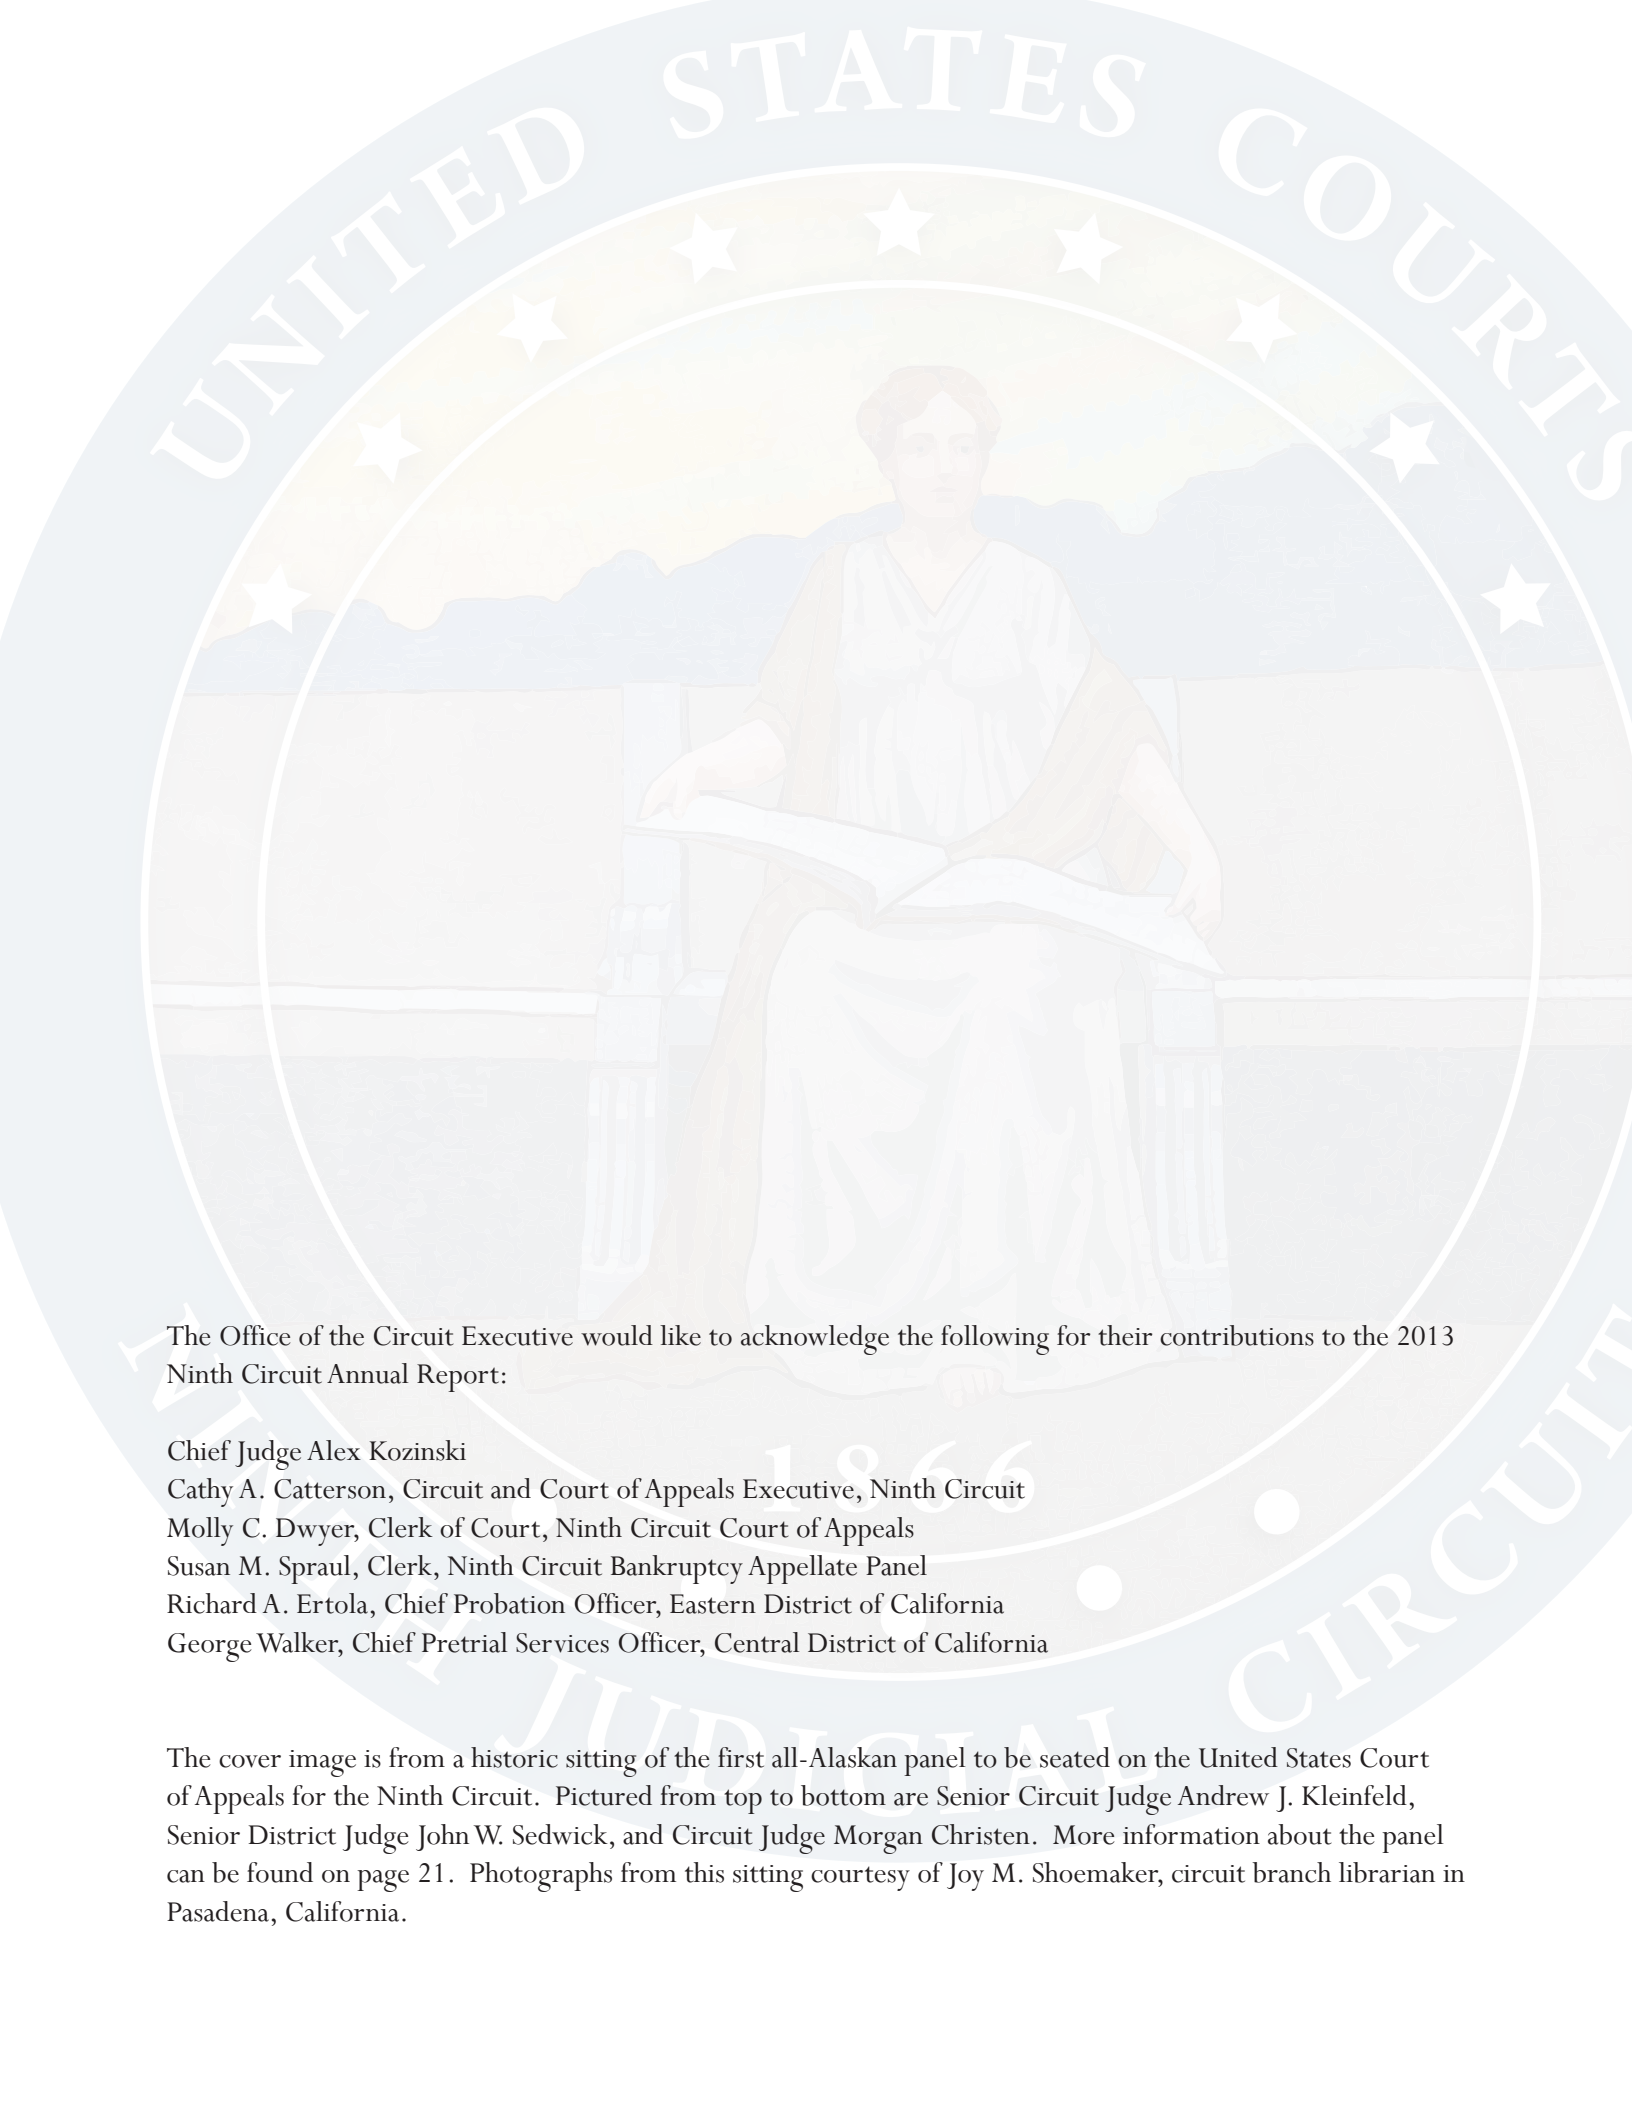 UNITED STATES COURTS
The Office of the Circuit Executive would like to acknowledge the following for their contributions to the 2013
Ninth Circuit Annual Report:
Chief Judge Alex Kozinski
Cathy A. Catterson, Circuit and Court of Appeals Executive, Ninth Circuit
Molly C. Dwyer, Clerk of Court, Ninth Circuit Court of Appeals
Susan M. Spraul, Clerk, Ninth Circuit Bankruptcy Appellate Panel
Richard A. Ertola, Chief Probation Officer, Eastern District of California
George Walker, Chief Pretrial Services Officer, Central District of California
1866
NINTH JUDICIAL CIRCUIT
The cover image is from a historic sitting of the first all-Alaskan panel to be seated on the United States Court
of Appeals for the Ninth Circuit.  Pictured from top to bottom are Senior Circuit Judge Andrew J. Kleinfeld,
Senior District Judge John W. Sedwick, and Circuit Judge Morgan Christen.  More information about the panel
can be found on page 21.  Photographs from this sitting courtesy of Joy M. Shoemaker, circuit branch librarian in
Pasadena, California.